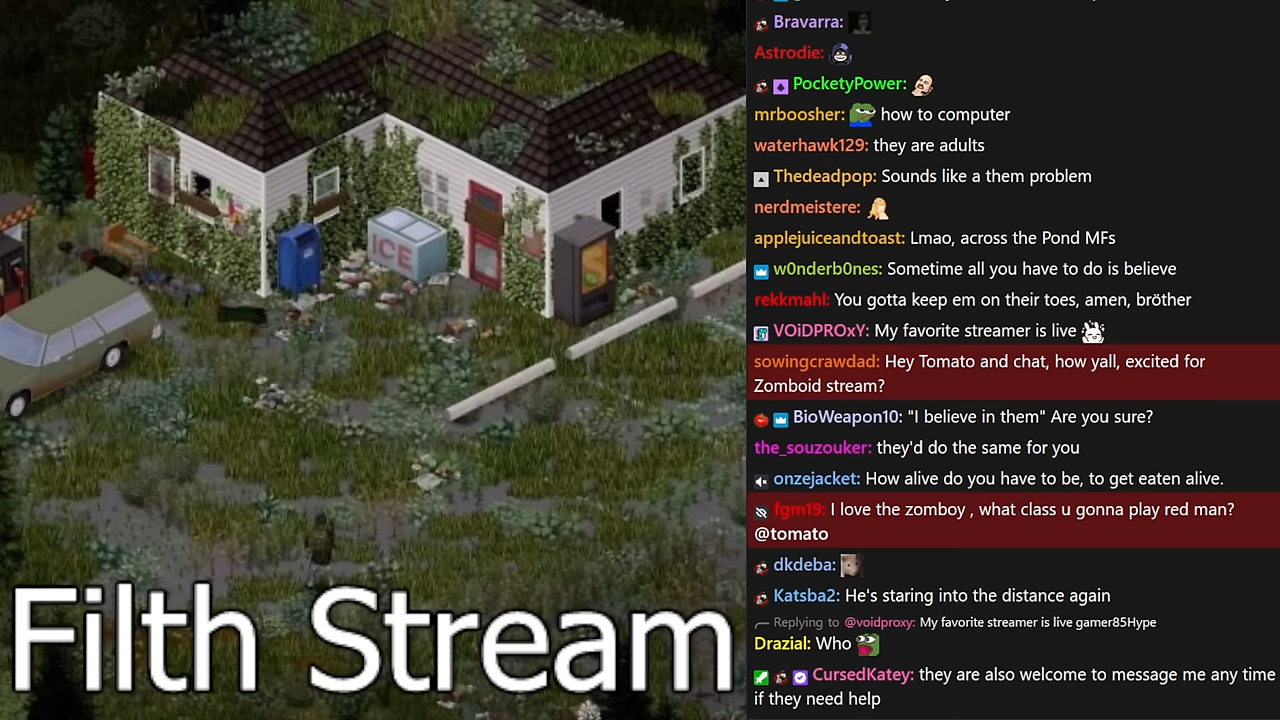 ICE
Filth Stream
Bravarra:
Astrodie:
PocketyPower:
mrboosher: how to computer
waterhawk129: they are adults
Thedeadpop: Sounds like a them problem
nerdmeistere:
applejuiceandtoast: Lmao, across the Pond MFs
w0nderb0nes: Sometime all you have to do is believe
rekkmahl: You gotta keep em on their toes, amen, bröther
VOiDPROxY: My favorite streamer is live
sowingcrawdad: Hey Tomato and chat, how yall, excited for
Zomboid stream?
BioWeapon10: "I believe in them" Are you sure?
the_souzouker: they'd do the same for you
onzejacket: How alive do you have to be, to get eaten alive.
fgm19: I love the zomboy , what class u gonna play red man?
@tomato
dkdeba:
Katsba2: He's staring into the distance again
Replying to @voidproxy: My favorite streamer is live gamer85Hype
Drazial: Who
CursedKatey: they are also welcome to message me any time
if they need help